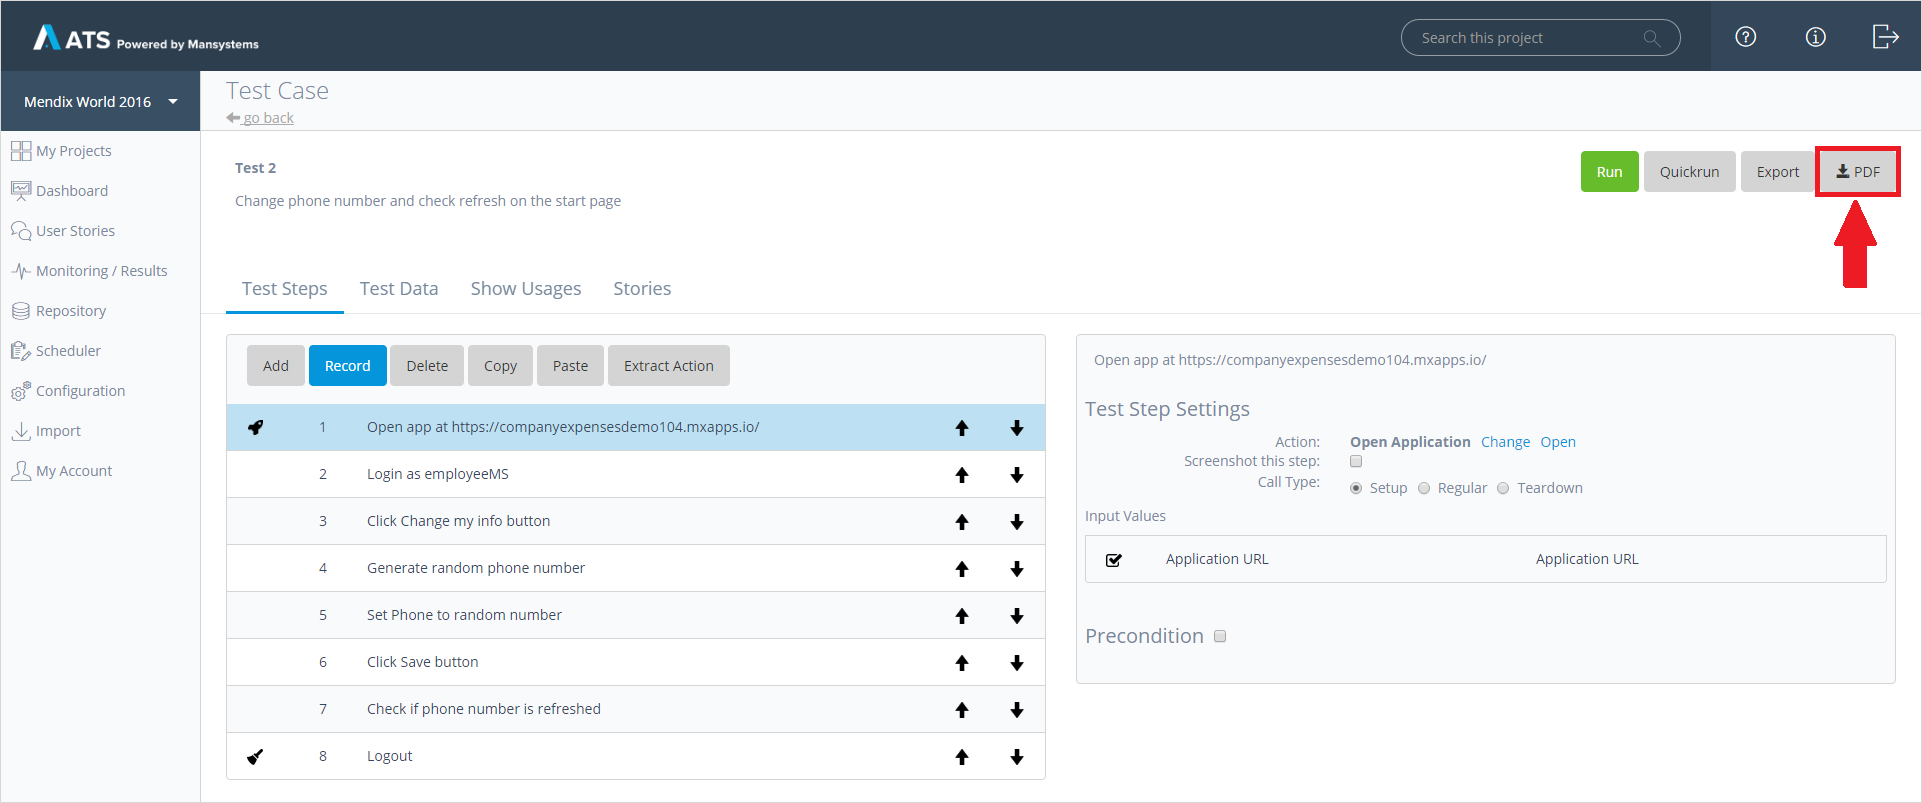 ATS Powered by Mansystems
Search this project
Mendix World 2016
My Projects
Dashboard
User Stories
Monitoring / Results
Repository
Scheduler
Configuration
Import
My Account
Test Case
go back
Test 2
Change phone number and check refresh on the start page
Run Quickrun Export PDF
Test Steps Test Data Show Usages Stories
Add Record Delete Copy Paste Extract Action
1 Open app at https://companyexpensesdemo104.mxapps.io/
2 Login as employeeMS
3 Click Change my info button
4 Generate random phone number
5 Set Phone to random number
6 Click Save button
7 Check if phone number is refreshed
8 Logout
Open app at https://companyexpensesdemo104.mxapps.io/
Test Step Settings
Action: Open Application Change Open
Screenshot this step:
Call Type: Setup Regular Teardown
Input Values
Application URL Application URL
Precondition